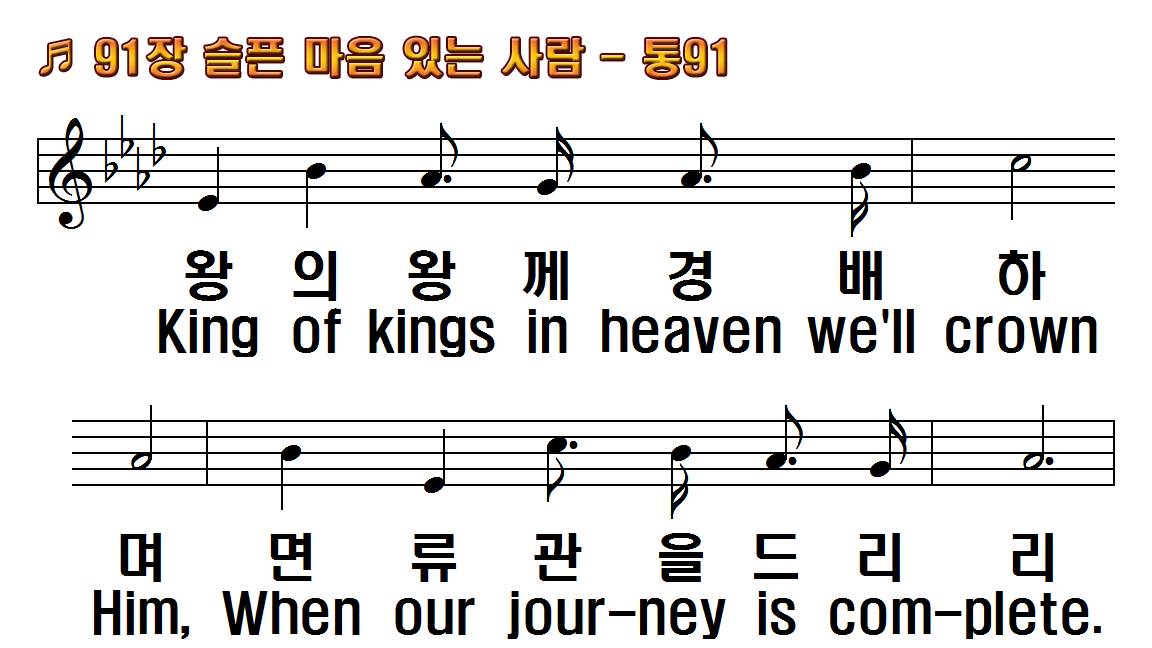 91장 슬픈 마음 있는 사람 - 통91
왕 의 왕 께 경 배 하
King of kings in heaven we'll crown
며 면 류 관 을 드 리 리
Him, When our jour-ney is com-plete.